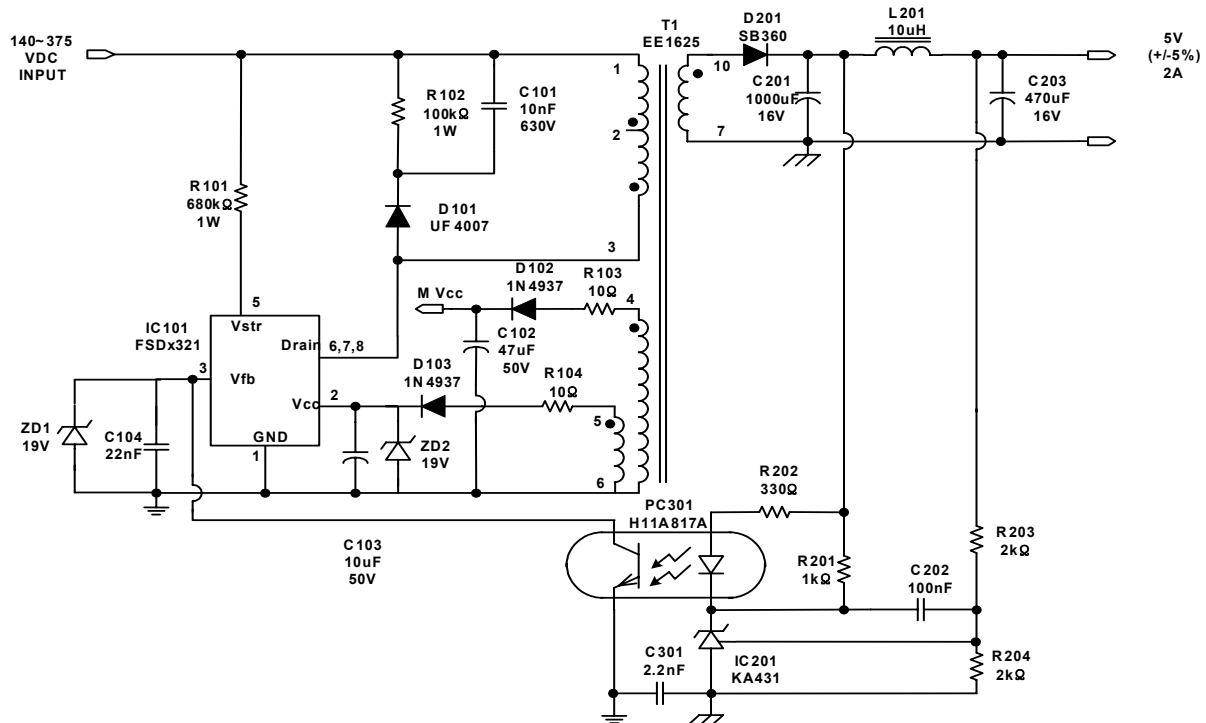 140~375
VDC
INPUT
R102
100kΩ
1W
C101
10nF
630V
T1
EE1625
1
2
3
10
7
D201
SB360
C201
1000uF
16V
L201
10uH
C203
470uF
16V
5V
(+/-5%)
2A
R101
680kΩ
1W
D101
UF4007
5
Vstr
IC101
FSDx321
Drain
6,7,8
3
Vfb
Vcc
2
GND
1
M Vcc
D102
1N4937
R103
10Ω
4
C102
47uF
50V
D103
1N4937
R104
10Ω
5
6
ZD1
19V
C104
22nF
ZD2
19V
C103
10uF
50V
PC301
H11A817A
R202
330Ω
R201
1kΩ
C202
100nF
R203
2kΩ
C301
2.2nF
IC201
KA431
R204
2kΩ